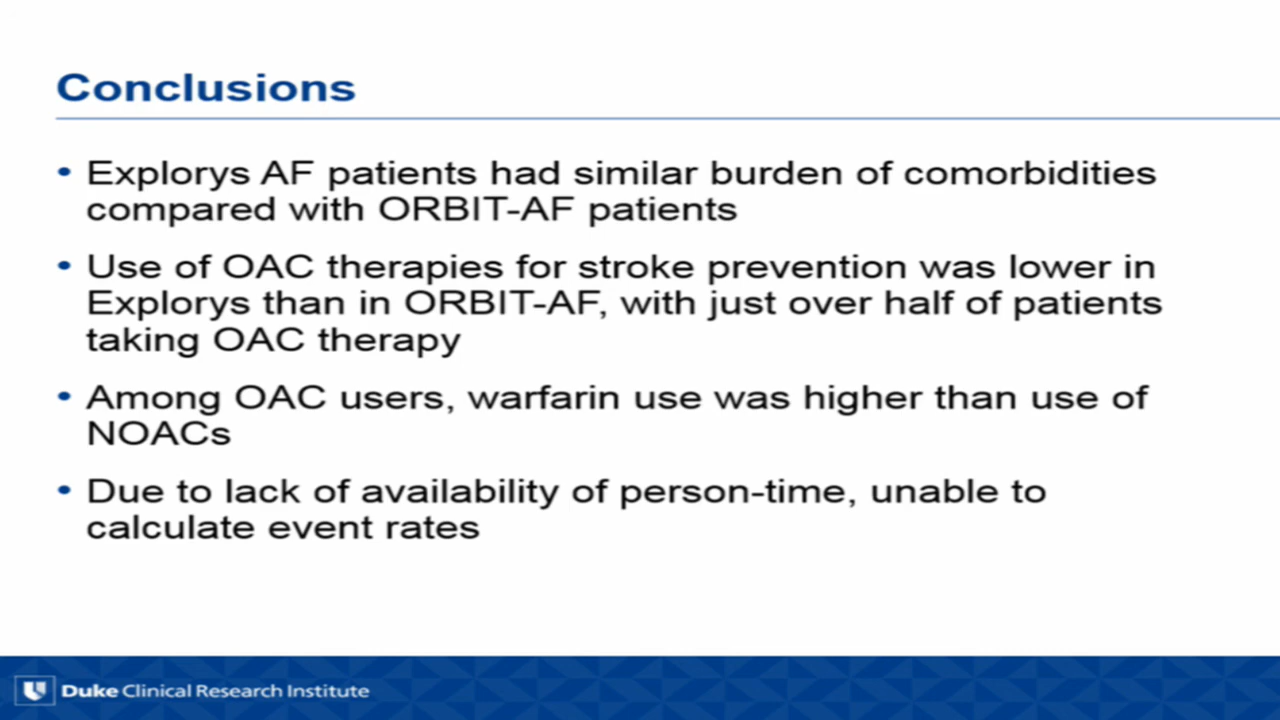 Conclusions
• Explorys AF patients had similar burden of comorbidities
compared with ORBIT-AF patients
• Use of OAC therapies for stroke prevention was lower in
Explorys than in ORBIT-AF, with just over half of patients
taking OAC therapy
• Among OAC users, warfarin use was higher than use of
NOACs
• Due to lack of availability of person-time, unable to
calculate event rates
Duke Clinical Research Institute